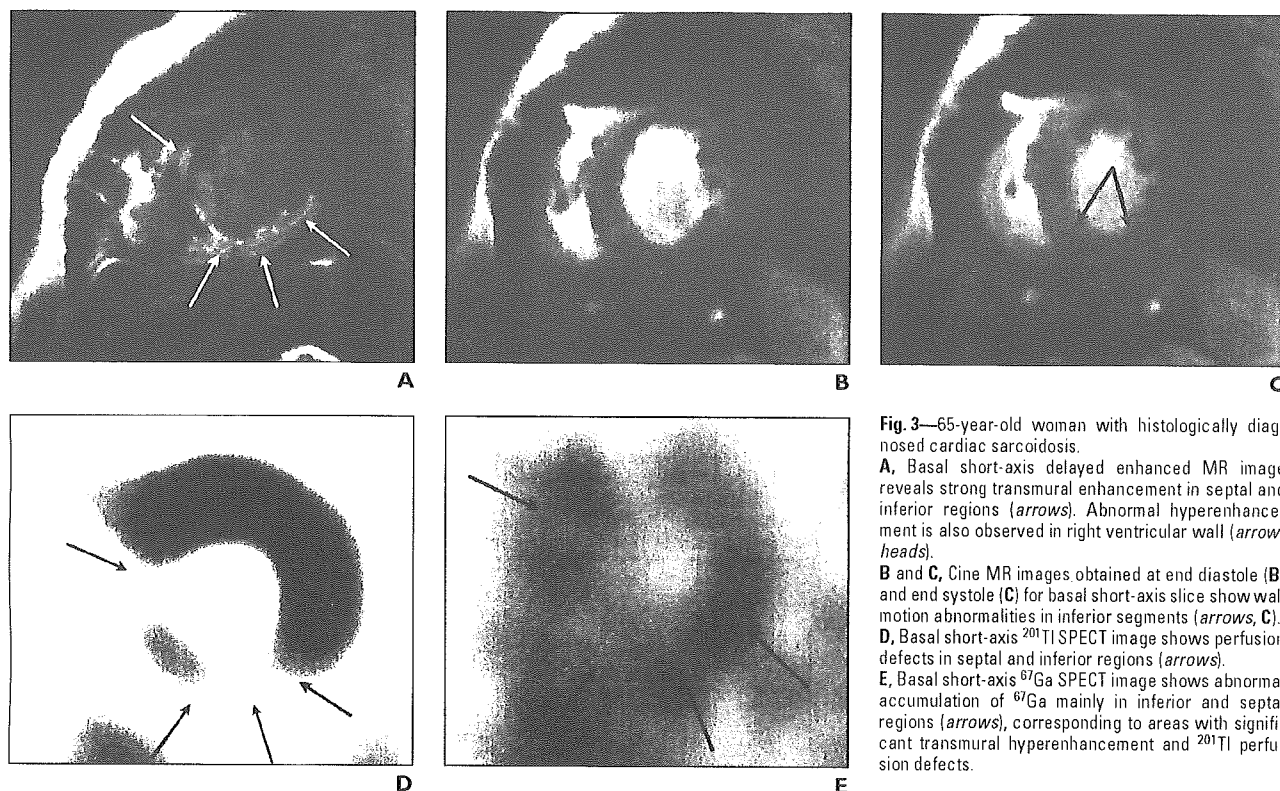 A
B
C
D
E
Fig. 3—65-year-old woman with histologically diag
nosed cardiac sarcoidosis.
A, Basal short-axis delayed enhanced MR image
reveals strong transmural enhancement in septal and
inferior regions (arrows). Abnormal hyperenhance
ment is also observed in right ventricular wall (arrow
heads).
B and C, Cine MR images obtained at end diastole (B
and end systole (C) for basal short-axis slice show wal
motion abnormalities in inferior segments (arrows, C).
D, Basal short-axis ²⁰¹Tl SPECT image shows perfusion
defects in septal and inferior regions (arrows).
E, Basal short-axis ⁶⁷Ga SPECT image shows abnorma
accumulation of ⁶⁷Ga mainly in inferior and septa
regions (arrows), corresponding to areas with signifi
cant transmural hyperenhancement and ²⁰¹Tl perfu
sion defects.